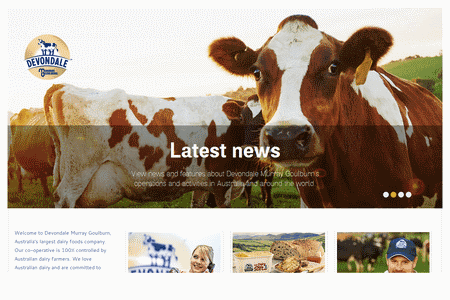 DEVONDALE
Latest news
View news and features about Devondale Murray Goulburn's
operations and activities in Australia and around the world
Welcome to Devondale Murray Goulburn,
Australia's largest dairy foods company.
Our co-operative is 100% controlled by
Australian dairy farmers. We love
Australian dairy and are committed to
DEVONDALE